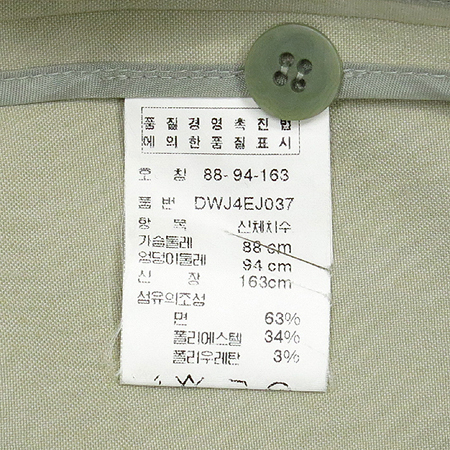 품질경영촉진법
에의한품질표시
호 칭 88-94-163
품 번 DWJ4EJ037
항 목 신체치수
가슴둘레 88 cm
엉덩이둘레 94 cm
신 장 163cm
섬유의조성
면 63%
폴리에스텔 34%
폴리우레탄 3%